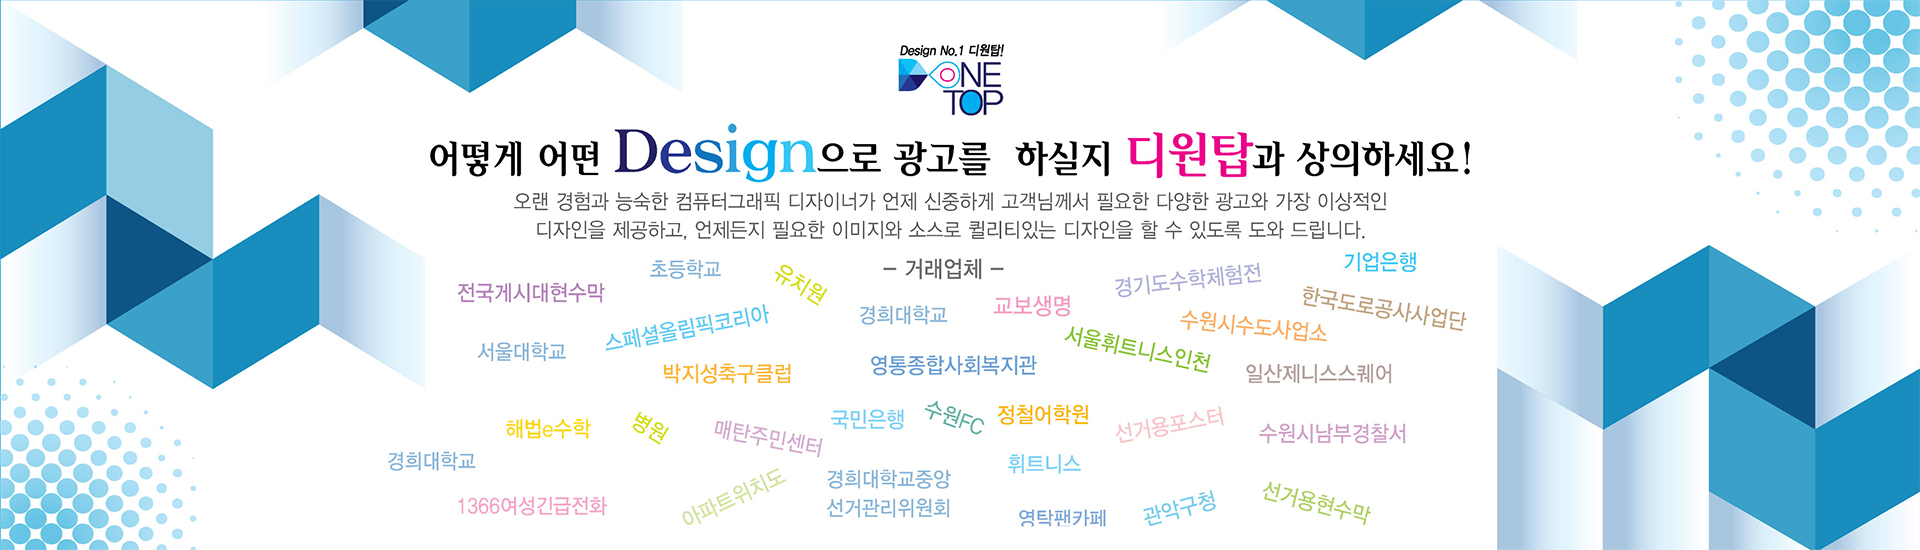 Design No.1 디원탑!
D ONE
TOP
어떻게 어떤 Design으로 광고를 하실지 디원탑과 상의하세요!
오랜 경험과 능숙한 컴퓨터그래픽 디자이너가 언제 신중하게 고객님께서 필요한 다양한 광고와 가장 이상적인
디자인을 제공하고, 언제든지 필요한 이미지와 소스로 퀄리티있는 디자인을 할 수 있도록 도와 드립니다.
– 거래업체 –
초등학교
유치원
기업은행
전국게시대현수막
경기도수학체험전
한국도로공사사업단
스페셜올림픽코리아
경희대학교
교보생명
수원시수도사업소
서울대학교
서울휘트니스인천
박지성축구클럽
영통종합사회복지관
일산제니스스퀘어
해법e수학
병원
매탄주민센터
국민은행
수원FC
정철어학원
선거용포스터
수원시남부경찰서
경희대학교
휘트니스
1366여성긴급전화
아파트위치도
경희대학교중앙
선거관리위원회
영탁팬카페
관악구청
선거용현수막